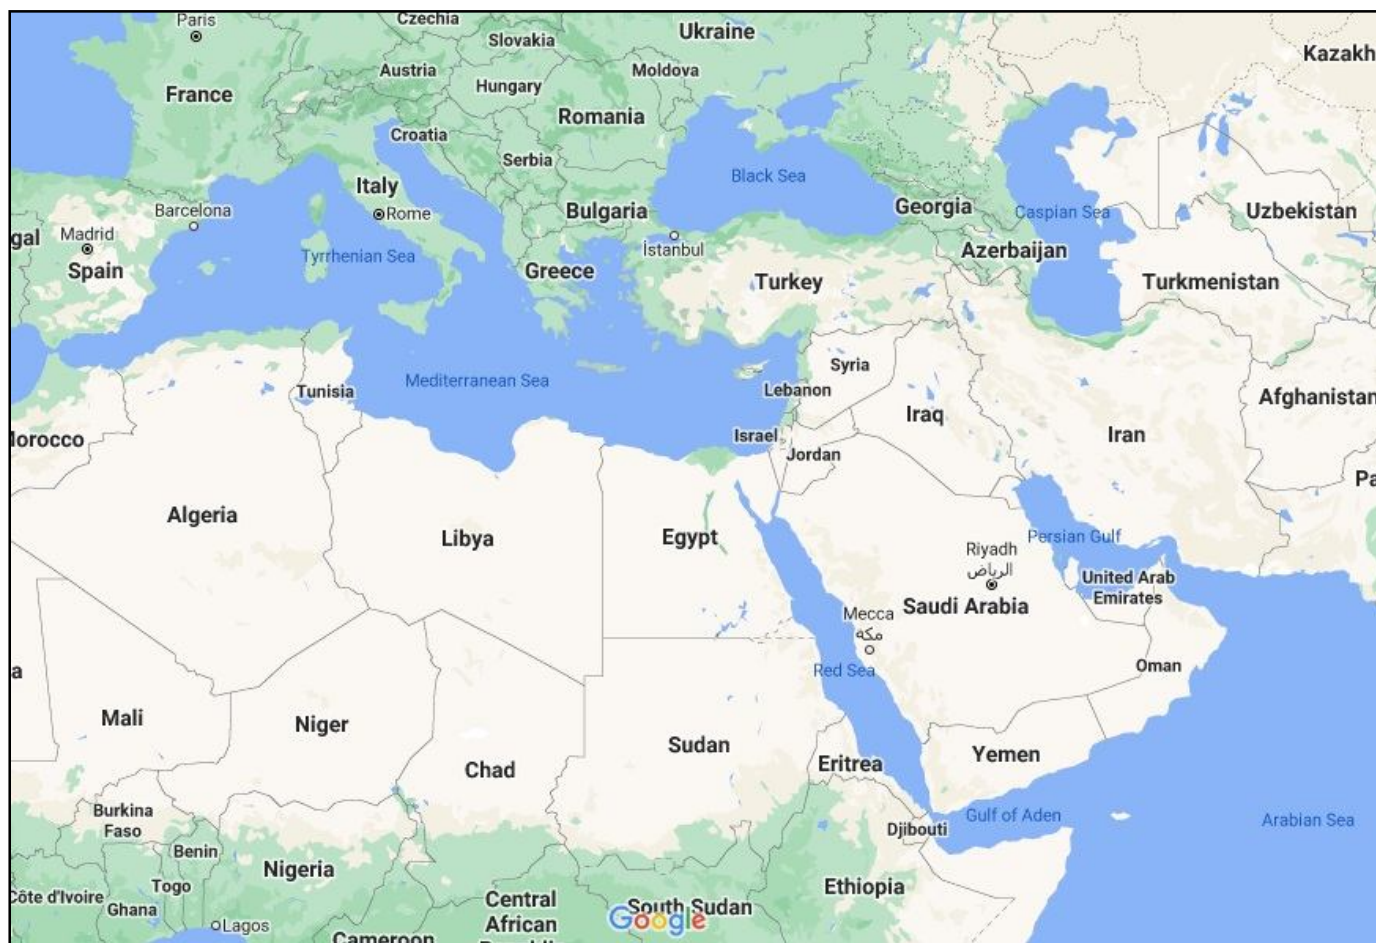 Paris
Czechia
Ukraine
Slovakia
Kazakh
Austria
Moldova
France
Hungary
Romania
Croatia
Serbia
Black Sea
Italy
Rome
Barcelona
Bulgaria
Georgia
Caspian Sea
Uzbekistan
gal
Madrid
Spain
Tyrrhenian Sea
İstanbul
Azerbaijan
Greece
Turkey
Turkmenistan
Syria
Mediterranean Sea
Tunisia
Lebanon
Afghanistan
Iraq
Morocco
Israel
Iran
Jordan
Pa
Algeria
Libya
Egypt
Persian Gulf
Riyadh
الرياض
United Arab
Emirates
Saudi Arabia
Mecca
مكه
Red Sea
Oman
a
Mali
Niger
Sudan
Chad
Eritrea
Yemen
Burkina
Faso
Gulf of Aden
Arabian Sea
Djibouti
Benin
Nigeria
Togo
Ethiopia
Côte d'Ivoire
Ghana
Central
African
Republic
South Sudan
Google
Lagos
Cameroon